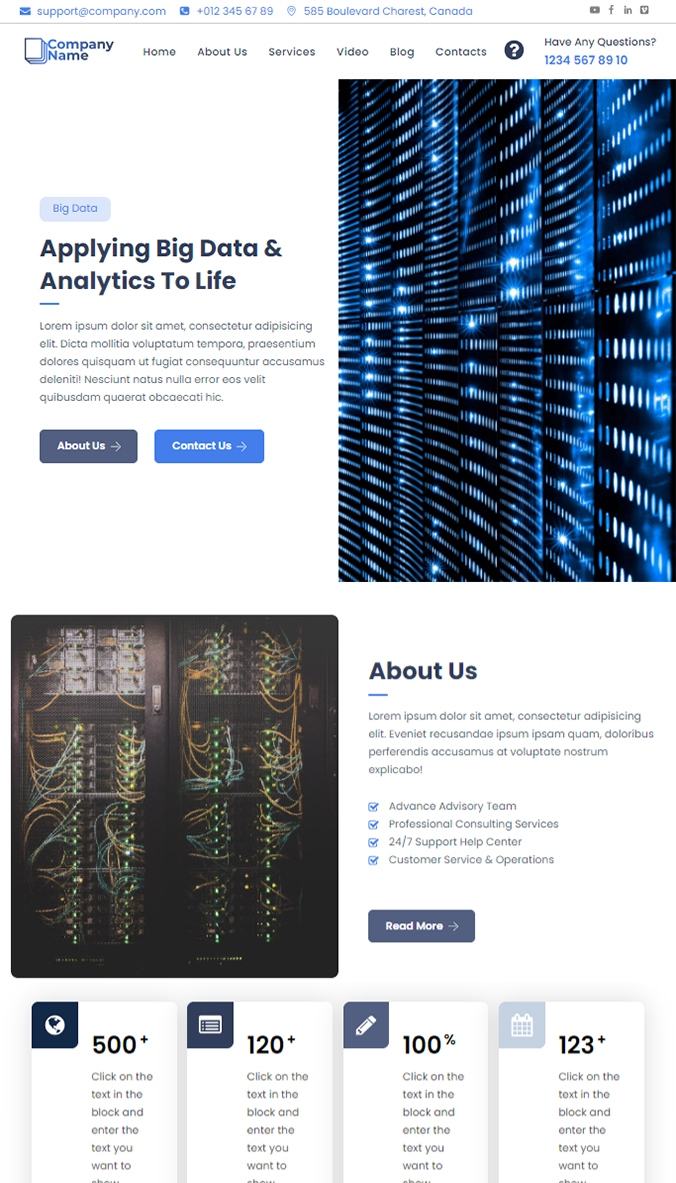 support@company.com +012 345 67 89 585 Boulevard Charest, Canada
Company
Name
Home About Us Services Video Blog Contacts
Have Any Questions?
1234 567 89 10
Big Data
Applying Big Data &
Analytics To Life
Lorem ipsum dolor sit amet, consectetur adipisicing
elit. Dicta mollitia voluptatum tempora, praesentium
dolores quisquam ut fugiat consequuntur accusamus
deleniti! Nesciunt natus nulla error eos velit
quibusdam quaerat obcaecati hic.
About Us Contact Us
About Us
Lorem ipsum dolor sit amet, consectetur adipisicing
elit. Eveniet recusandae ipsum ipsam quam, doloribus
perferendis accusamus at voluptate nostrum
explicabo!
Advance Advisory Team
Professional Consulting Services
24/7 Support Help Center
Customer Service & Operations
Read More
500+
Click on the
text in the
block and
enter the
text you
want to
show
120+
Click on the
text in the
block and
enter the
text you
want to
show
100%
Click on the
text in the
block and
enter the
text you
want to
show
123+
Click on the
text in the
block and
enter the
text you
want to
show